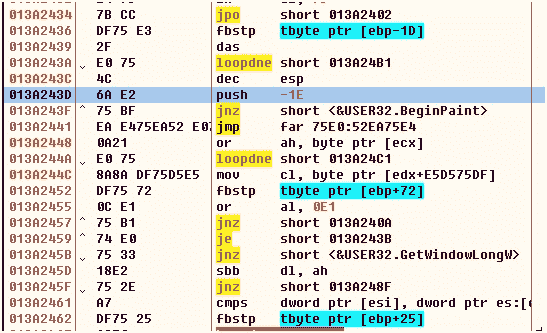 013A2434 7B CC jpo short 013A2402
013A2436 DF75 E3 fbstp tbyte ptr [ebp-1D]
013A2439 2F das
013A243A ⌄ E0 75 loopdne short 013A24B1
013A243C 4C dec esp
013A243D 6A E2 push -1E
013A243F ^ 75 BF jnz short <&USER32.BeginPaint>
013A2441 EA E475EA52 E07 jmp far 75E0:52EA75E4
013A2448 0A21 or ah, byte ptr [ecx]
013A244A ⌄ E0 75 loopdne short 013A24C1
013A244C 8A8A DF75D5E5 mov cl, byte ptr [edx+E5D575DF]
013A2452 DF75 72 fbstp tbyte ptr [ebp+72]
013A2455 0C E1 or al, 0E1
013A2457 ^ 75 B1 jnz short 013A240A
013A2459 ^ 74 E0 je short 013A243B
⌄ 75 33 jnz short <&USER32.GetWindowLongW>
013A245D 18E2 sbb dl, ah
013A245F ⌄ 75 2E jnz short 013A248F
013A2461 A7 cmps dword ptr [esi], dword ptr es:[e
013A2462 DF75 25 fbstp tbyte ptr [ebp+25]